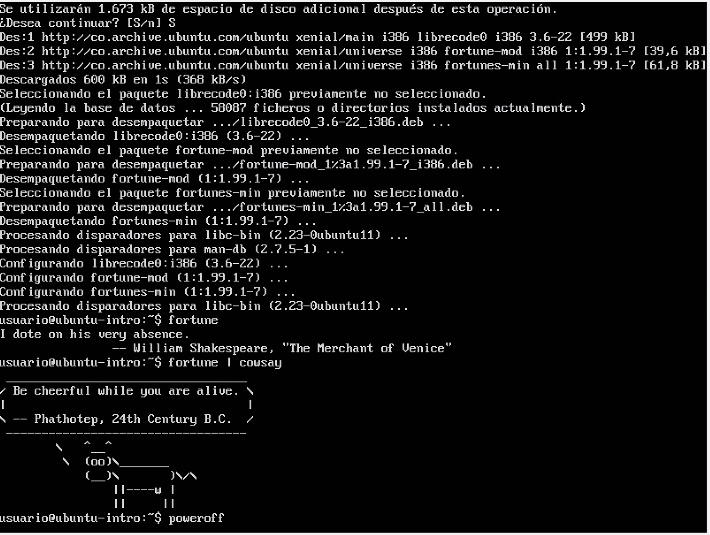 Se utilizarán 1.673 kB de espacio de disco adicional después de esta operación.
¿Desea continuar? [S/n] S
Des:1 http://co.archive.ubuntu.com/ubuntu xenial/main i386 librecode0 i386 3.6-22 [499 kB]
Des:2 http://co.archive.ubuntu.com/ubuntu xenial/universe i386 fortune-mod i386 1:1.99.1-7 [39,6 kB]
Des:3 http://co.archive.ubuntu.com/ubuntu xenial/universe i386 fortunes-min all 1:1.99.1-7 [61,8 kB]
Descargados 600 kB en 1s (368 kB/s)
Seleccionando el paquete librecode0:i386 previamente no seleccionado.
(Leyendo la base de datos ... 58087 ficheros o directorios instalados actualmente.)
Preparando para desempaquetar .../librecode0_3.6-22_i386.deb ...
Desempaquetando librecode0:i386 (3.6-22) ...
Seleccionando el paquete fortune-mod previamente no seleccionado.
Preparando para desempaquetar .../fortune-mod_1%3a1.99.1-7_i386.deb ...
Desempaquetando fortune-mod (1:1.99.1-7) ...
Seleccionando el paquete fortunes-min previamente no seleccionado.
Preparando para desempaquetar .../fortunes-min_1%3a1.99.1-7_all.deb ...
Desempaquetando fortunes-min (1:1.99.1-7) ...
Procesando disparadores para libc-bin (2.23-0ubuntu11) ...
Procesando disparadores para man-db (2.7.5-1) ...
Configurando librecode0:i386 (3.6-22) ...
Configurando fortune-mod (1:1.99.1-7) ...
Configurando fortunes-min (1:1.99.1-7) ...
Procesando disparadores para libc-bin (2.23-0ubuntu11) ...
usuario@ubuntu-intro:~$ fortune
I dote on his very absence.
                -- William Shakespeare, "The Merchant of Venice"
usuario@ubuntu-intro:~$ fortune | cowsay
 __________________________________
/ Be cheerful while you are alive. \
|                                  |
\ -- Phathotep, 24th Century B.C.  /
 ----------------------------------
        \   ^__^
         \  (oo)\_______
            (__)\       )\/\
                ||----w |
                ||     ||
usuario@ubuntu-intro:~$ poweroff